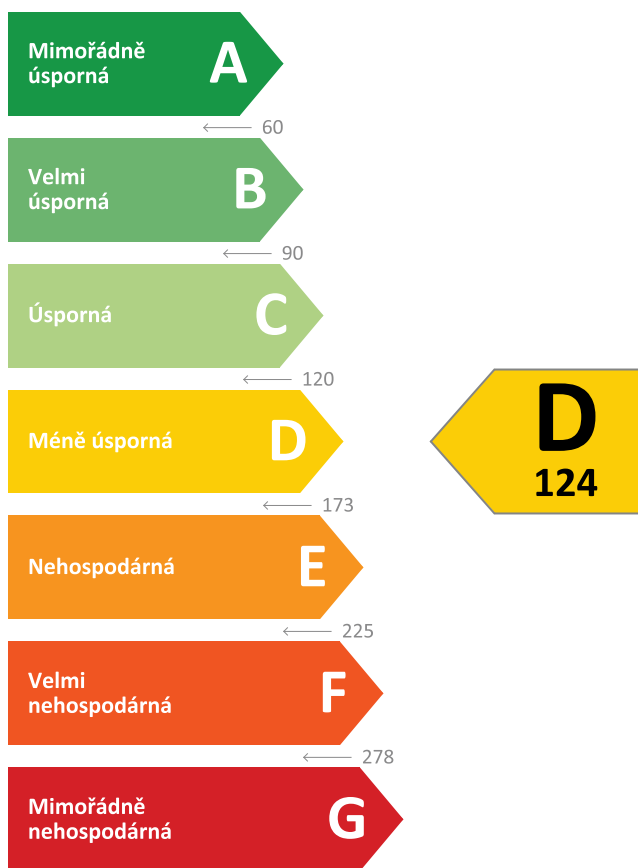 Mimořádně
úsporná
A
60
Velmi
úsporná
B
90
Úsporná
C
120
Méně úsporná
D
173
D
124
Nehospodárná
E
225
Velmi
nehospodárná
F
278
Mimořádně
nehospodárná
G